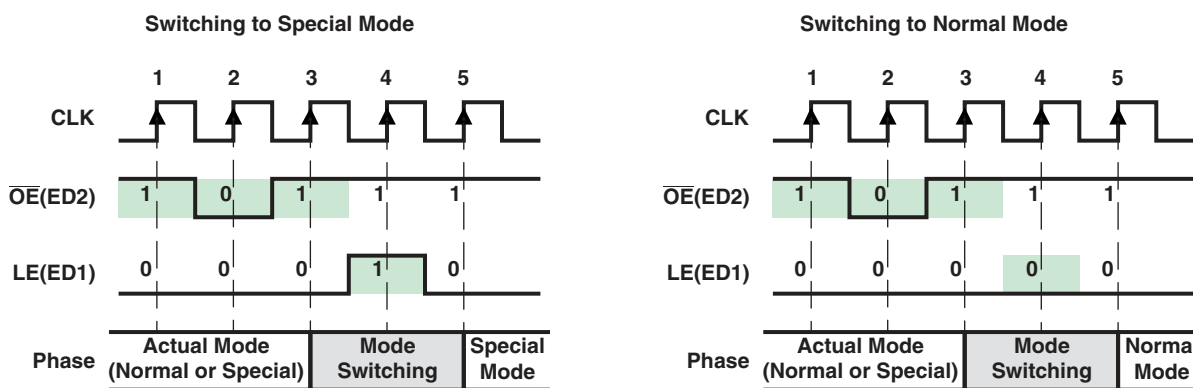 Switching to Special Mode
1 2 3 4 5
CLK
OE(ED2) 1 0 1 1 1
LE(ED1) 0 0 0 1 0
Phase
Actual Mode
(Normal or Special)
Mode
Switching
Special
Mode
Switching to Normal Mode
1 2 3 4 5
CLK
OE(ED2) 1 0 1 1 1
LE(ED1) 0 0 0 0 0
Phase
Actual Mode
(Normal or Special)
Mode
Switching
Norma
Mode